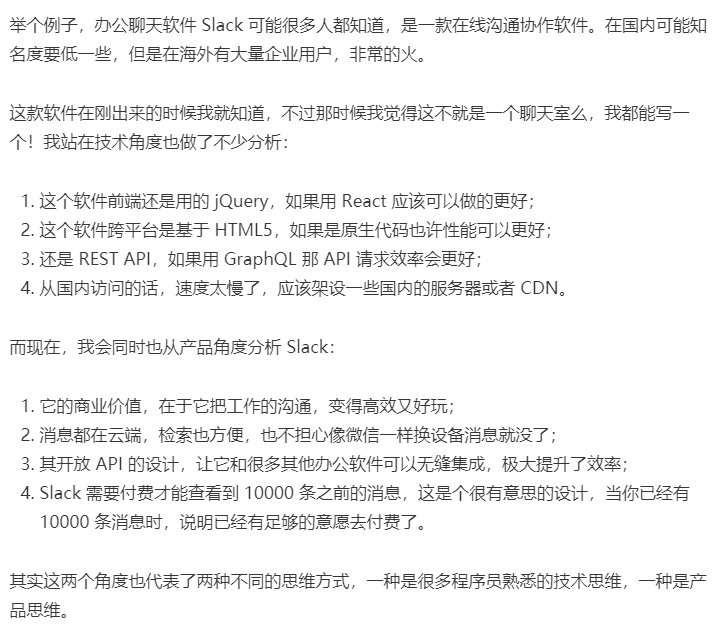 举个例子，办公聊天软件 Slack 可能很多人都知道，是一款在线沟通协作软件。在国内可能知
名度要低一些，但是在海外有大量企业用户，非常的火。
这款软件在刚出来的时候我就知道，不过那时候我觉得这不就是一个聊天室么，我都能写一
个！我站在技术角度也做了不少分析：
1. 这个软件前端还是用的 jQuery，如果用 React 应该可以做的更好；
2. 这个软件跨平台是基于 HTML5，如果是原生代码也许性能可以更好；
3. 还是 REST API，如果用 GraphQL 那 API 请求效率会更好；
4. 从国内访问的话，速度太慢了，应该架设一些国内的服务器或者 CDN。
而现在，我会同时也从产品角度分析 Slack：
1. 它的商业价值，在于它把工作的沟通，变得高效又好玩；
2. 消息都在云端，检索也方便，也不担心像微信一样换设备消息就没了；
3. 其开放 API 的设计，让它和很多其他办公软件可以无缝集成，极大提升了效率；
4. Slack 需要付费才能查看到 10000 条之前的消息，这是个很有意思的设计，当你已经有
10000 条消息时，说明已经有足够的意愿去付费了。
其实这两个角度也代表了两种不同的思维方式，一种是很多程序员熟悉的技术思维，一种是产
品思维。